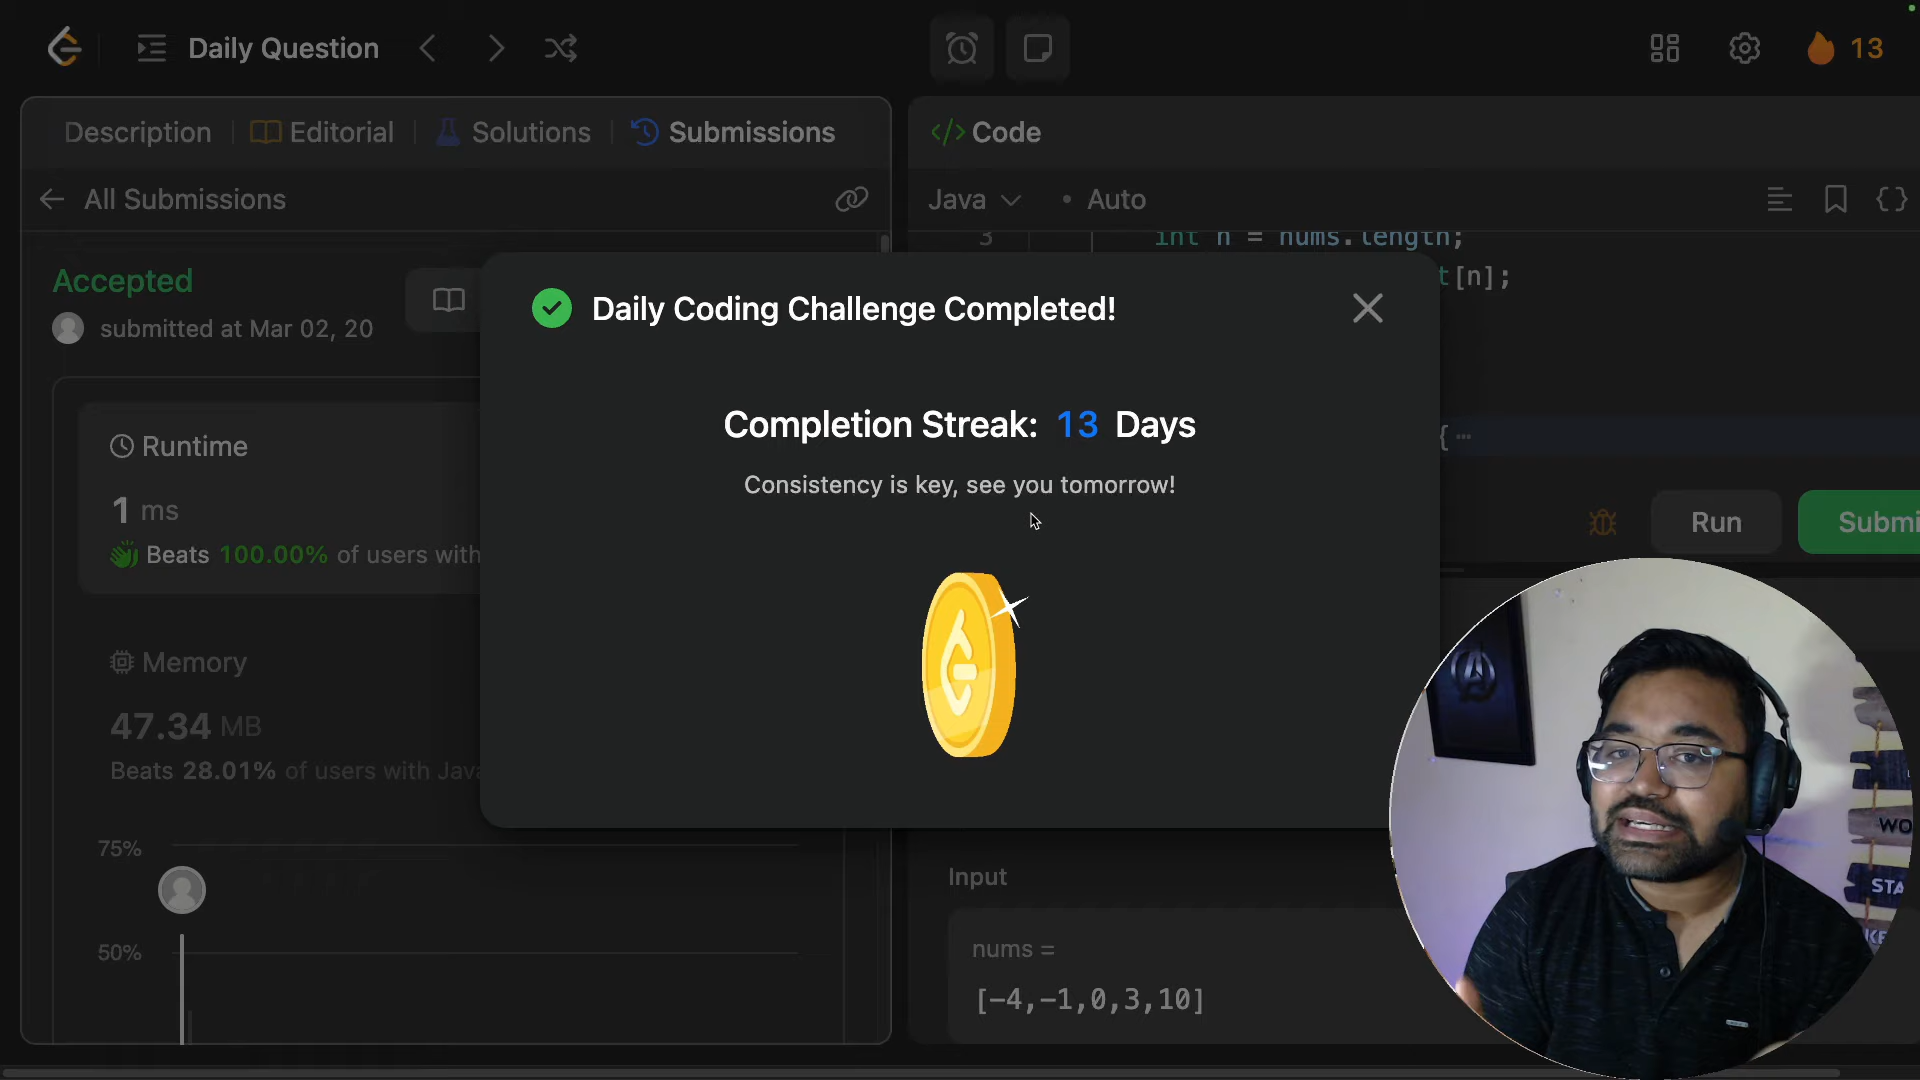 Daily Question
13
Description
Editorial
Solutions
Submissions
All Submissions
Accepted
submitted at Mar 02, 20
Runtime
1 ms
Beats 100.00% of users with
Memory
47.34 MB
Beats 28.01% of users with Java
75%
50%
Daily Coding Challenge Completed!
Completion Streak: 13 Days
Consistency is key, see you tomorrow!
</> Code
Java
• Auto
3 int n = nums.length;
t[n];
{
Run
Submi
Input
nums =
[-4,-1,0,3,10]
WO
STA
KE